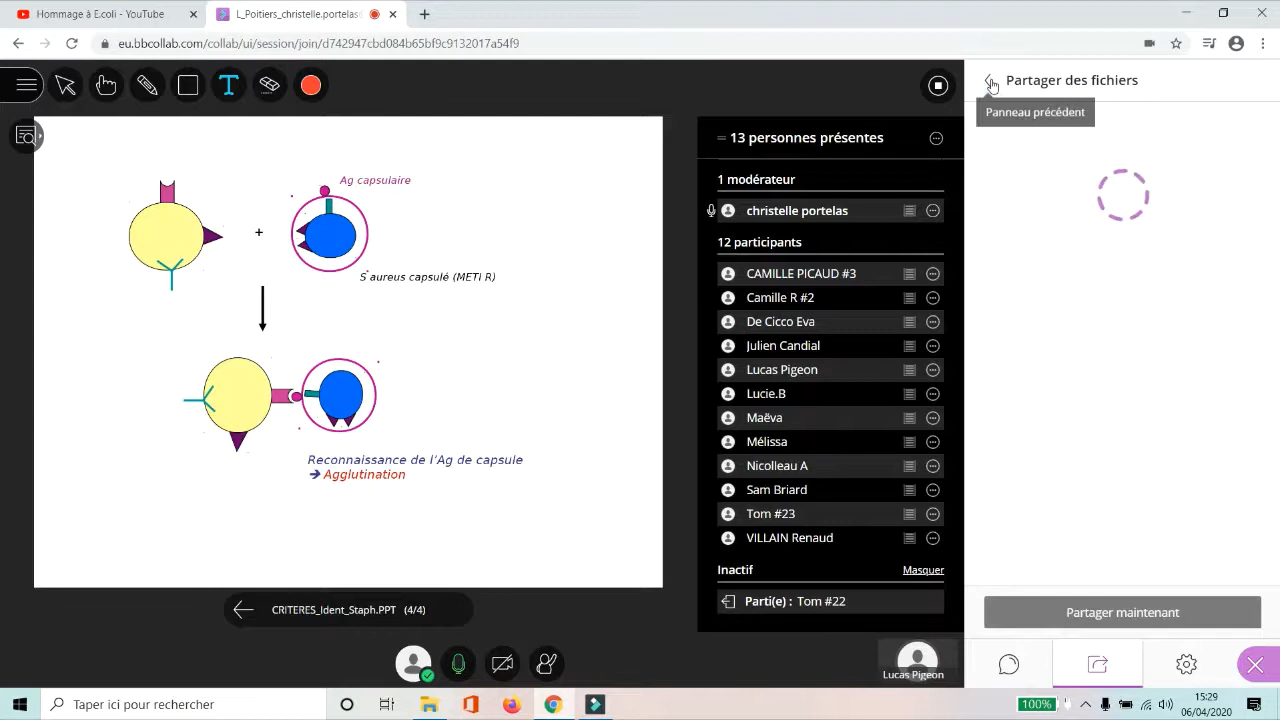 Hommage à E.coli - YouTube
L_Poitiers_christelle.portelas
eu.bbcollab.com/collab/ui/session/join/d742947cbd084b65bf9c9132017a54f9
T
Partager des fichiers
Panneau précédent
Ag capsulaire
+
S aureus capsulé (METI R)
Reconnaissance de l'Ag de capsule
➔ Agglutination
CRITERES_Ident_Staph.PPT (4/4)
13 personnes présentes
1 modérateur
christelle portelas
12 participants
CAMILLE PICAUD #3
Camille R #2
De Cicco Eva
Julien Candial
Lucas Pigeon
Lucie.B
Maëva
Mélissa
Nicolleau A
Sam Briard
Tom #23
VILLAIN Renaud
Inactif Masquer
Parti(e) : Tom #22
Lucas Pigeon
Partager maintenant
Taper ici pour rechercher
100%
15:29
06/04/2020